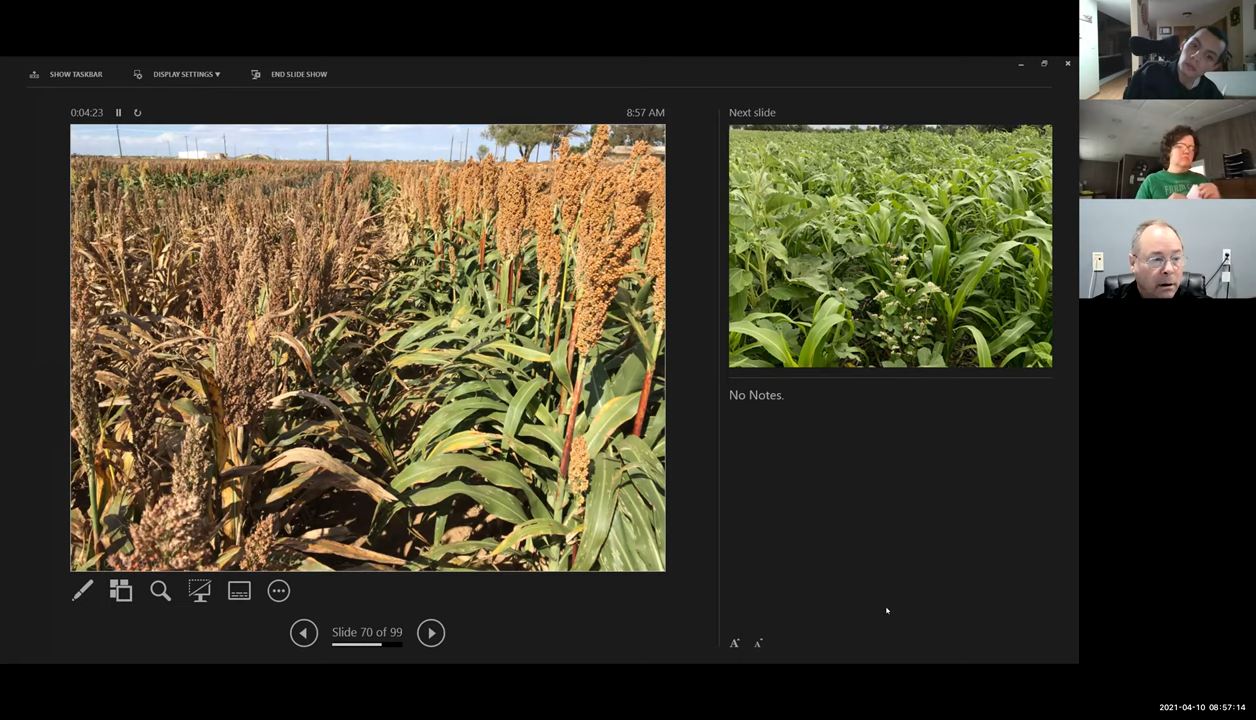 SHOW TASKBAR
DISPLAY SETTINGS ▾
END SLIDE SHOW
0:04:23
8:57 AM
Next slide
No Notes.
Slide 70 of 99
A
A
FARM
2021-04-10 08:57:14